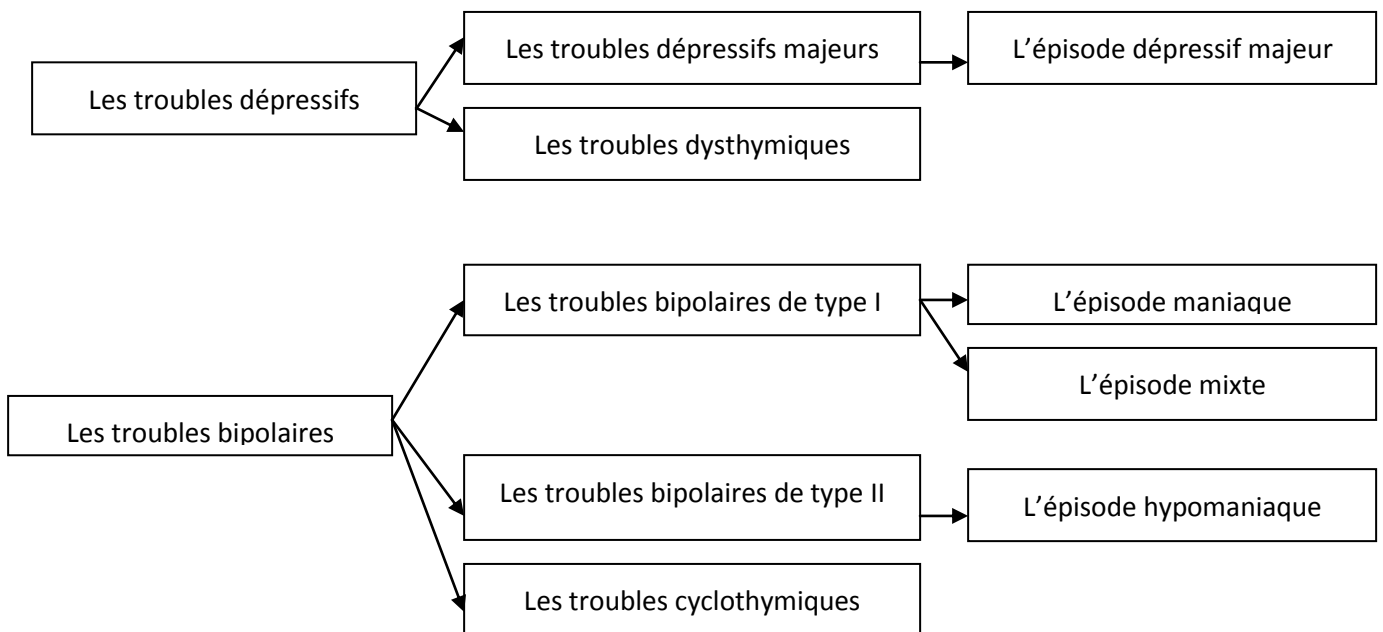 Les troubles dépressifs majeurs
L’épisode dépressif majeur
Les troubles dépressifs
Les troubles dysthymiques
Les troubles bipolaires de type I
L’épisode maniaque
L’épisode mixte
Les troubles bipolaires
Les troubles bipolaires de type II
L’épisode hypomaniaque
Les troubles cyclothymiques